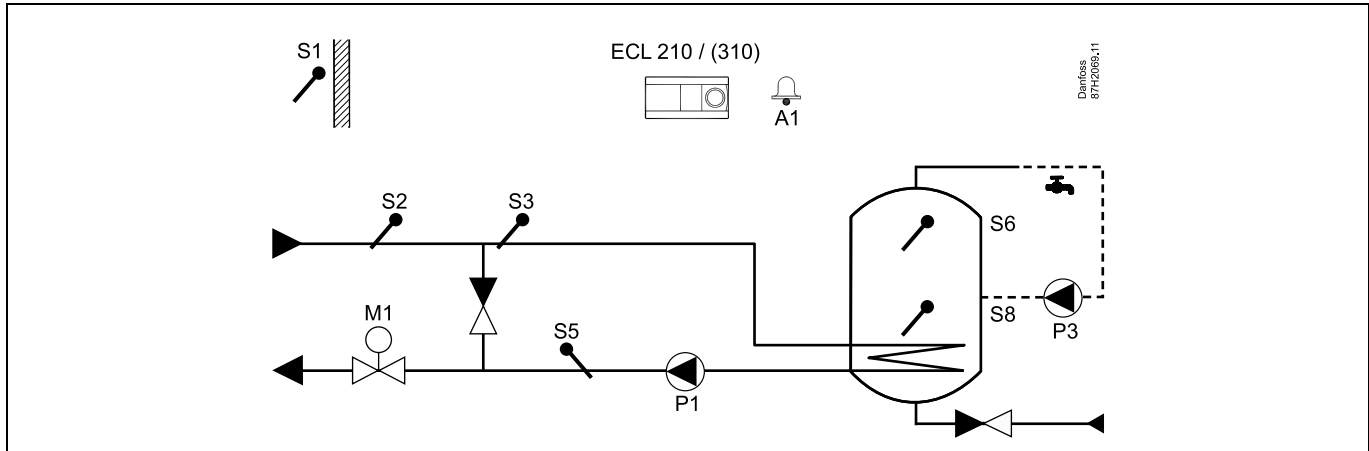 S1
ECL 210 / (310)
A1
Danfoss
87H2069.11
S2
S3
S6
M1
S5
S8
P3
P1